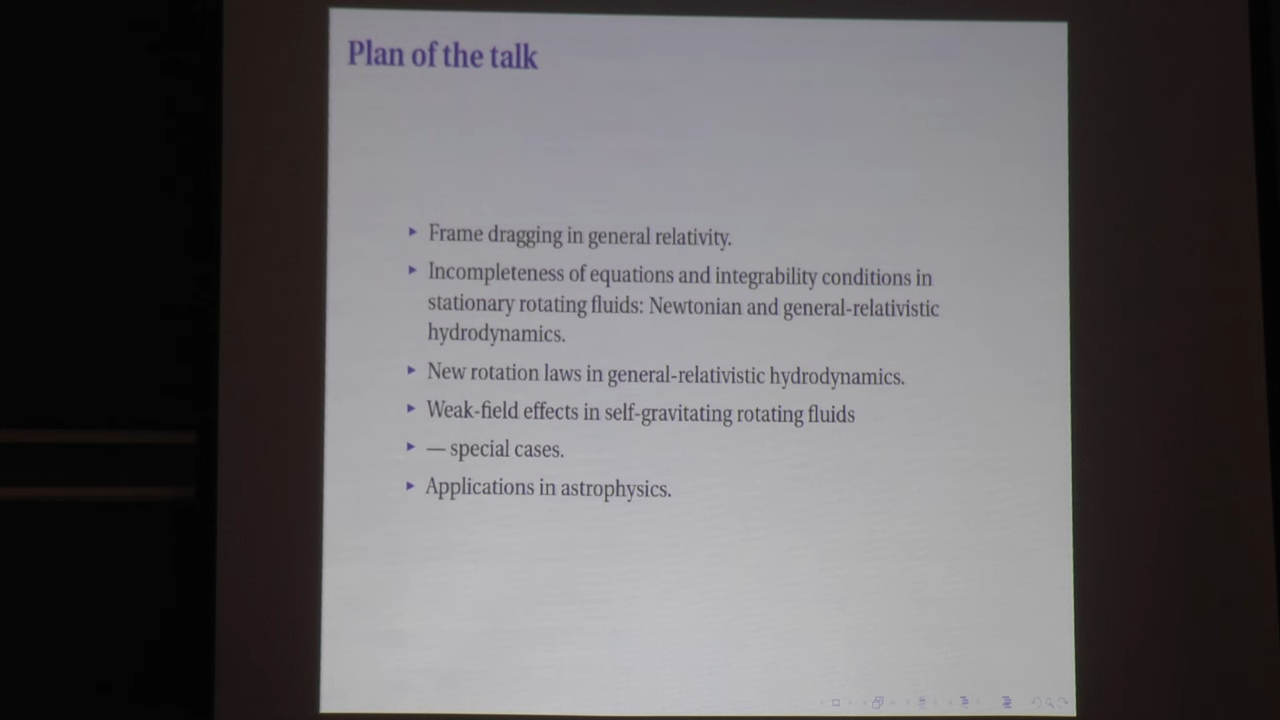 Plan of the talk
Frame dragging in general relativity.
Incompleteness of equations and integrability conditions in
stationary rotating fluids: Newtonian and general-relativistic
hydrodynamics.
New rotation laws in general-relativistic hydrodynamics.
Weak-field effects in self-gravitating rotating fluids
— special cases.
Applications in astrophysics.